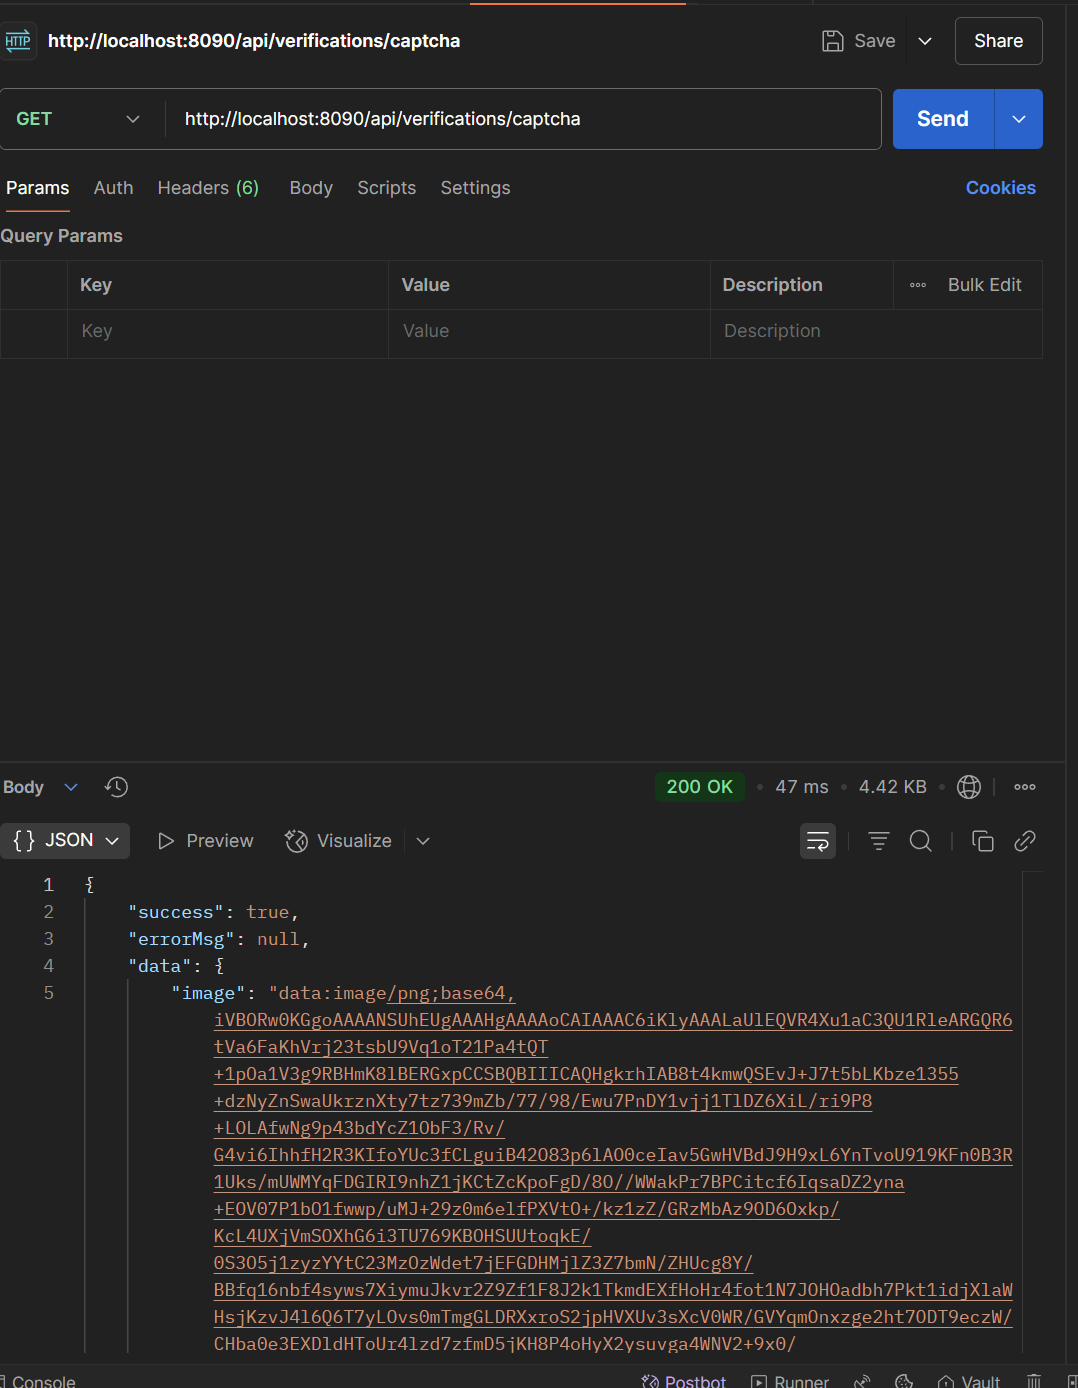 HTTP http://localhost:8090/api/verifications/captcha Save Share
GET http://localhost:8090/api/verifications/captcha Send
Params Auth Headers (6) Body Scripts Settings Cookies
Query Params
Key Value Description Bulk Edit
Key Value Description
Body 200 OK • 47 ms • 4.42 KB •
{} JSON Preview Visualize
1 {
2 "success": true,
3 "errorMsg": null,
4 "data": {
5 "image": "data:image/png;base64,
iVBORw0KGgoAAAANSUhEUgAAAHgAAAAoCAIAAAC6iKlyAAALaUlEQVR4Xu1aC3QU1RleARGQR6
tVa6FaKhVrj23tsbU9Vq1oT21Pa4tQT
+1pOa1V3g9RBHmK8lBERGxpCCSBQBIIICAQHgkrhIAB8t4kmwQSEvJ+J7t5bLKbze1355
+dzNyZnSwaUkrznXty7tz739mZb/77/98/Ewu7PnDY1vjj1TlDZ6XiL/ri9P8
+LOLAfwNg9p43bdYcZ1ObF3/Rv/
G4vi6IhhfH2R3KIfoYUc3fCLguiB42O83p6lAO0ceIav5GwHVBdJ9H9xL6YnTvoU919KFn0B3R
1Uks/mUWMYqFDGIRI9nhZ1jKCtZcKpoFgD/8O//WWakPr7BPCitcf6IqsaDZ2yna
+EOV07P1bO1fwwp/uMJ+29z0m6elfPXVtO+/kz1zZ/GRzMbAz9OD6Oxkp/
KcL4UXjVmSOXhG6i3TU769KBOHSUUtoqkE/
0S3O5j1zyzYYtC23MzOzWdet7jEFGDHMjlZ3Z7bmN/ZHUcg8Y/
BBfq16nbf4syws7XiymuJkvr2Z9Zf1F8J2k1TkmdEXfHoHr4fot1N7JOHOadbh7Pkt1idjXlaW
HsjKzvJ4l6Q6T7yLOvs0mTmgGLDRXxroS2jpHVXUv3sXcV0WR/GVYqmOnxzge2ht7ODT9eczW/
CHba0e3EXDldHToUr4lzd7zfmD5jKH8P4oHyX2ysuvga4WNV2+9x0/
Console Postbot Runner Vault